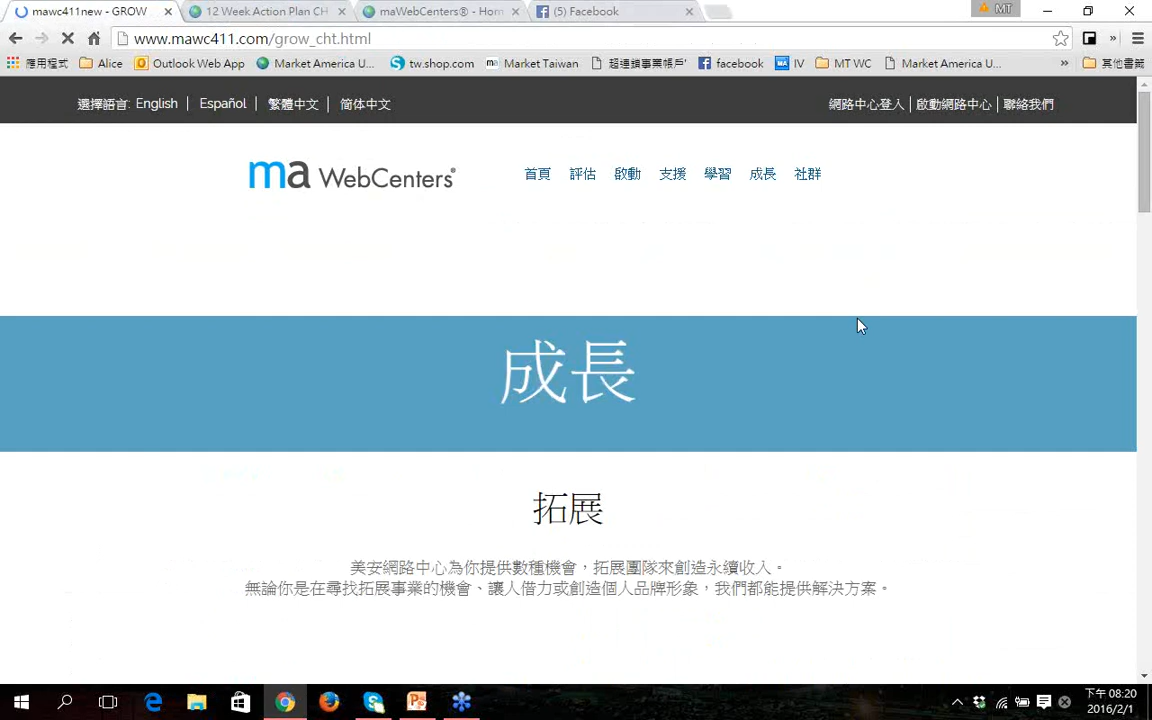 mawc411new - GROW
12 Week Action Plan CH
maWebCenters® - Hom
(5) Facebook
MT
www.mawc411.com/grow_cht.html
應用程式
Alice
Outlook Web App
Market America U...
tw.shop.com
Market Taiwan
超連鎖事業帳戶'
facebook
IV
MT WC
Market America U...
其他書籤
選擇語言: English | Español | 繁體中文 | 简体中文
網路中心登入 | 啟動網路中心 | 聯絡我們
ma WebCenters®
首頁 評估 啟動 支援 學習 成長 社群
成長
拓展
美安網路中心為你提供數種機會，拓展團隊來創造永續收入。
無論你是在尋找拓展事業的機會、讓人借力或創造個人品牌形象，我們都能提供解決方案。
下午 08:20
2016/2/1